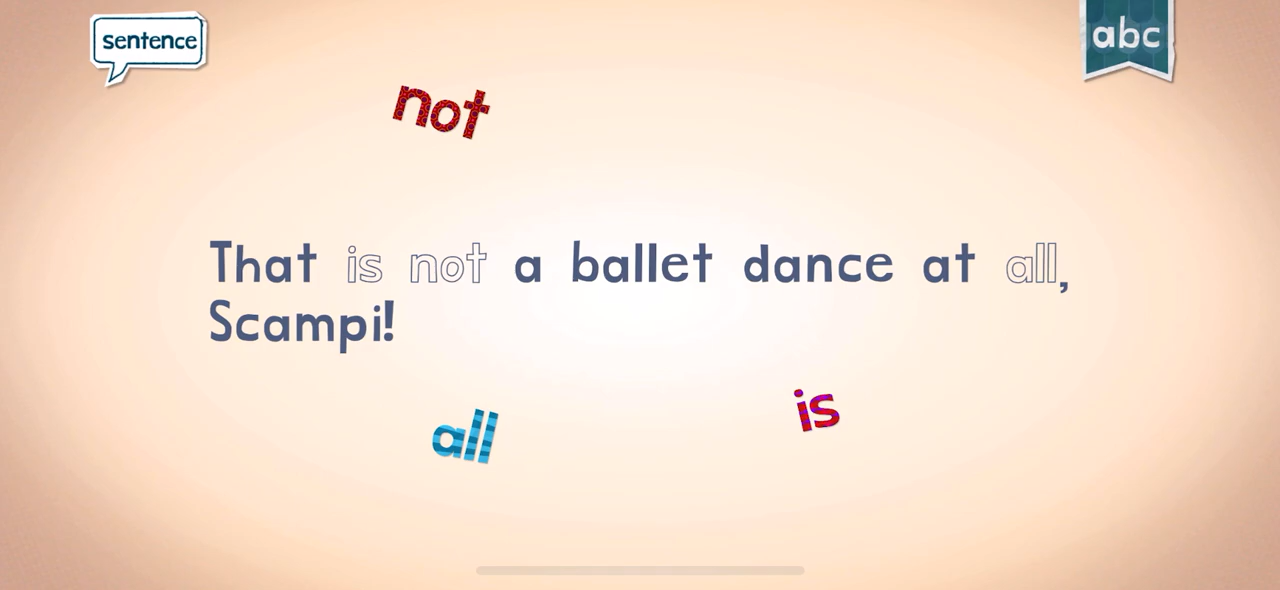 sentence
abc
not
That is not a ballet dance at all,
Scampi!
all
is